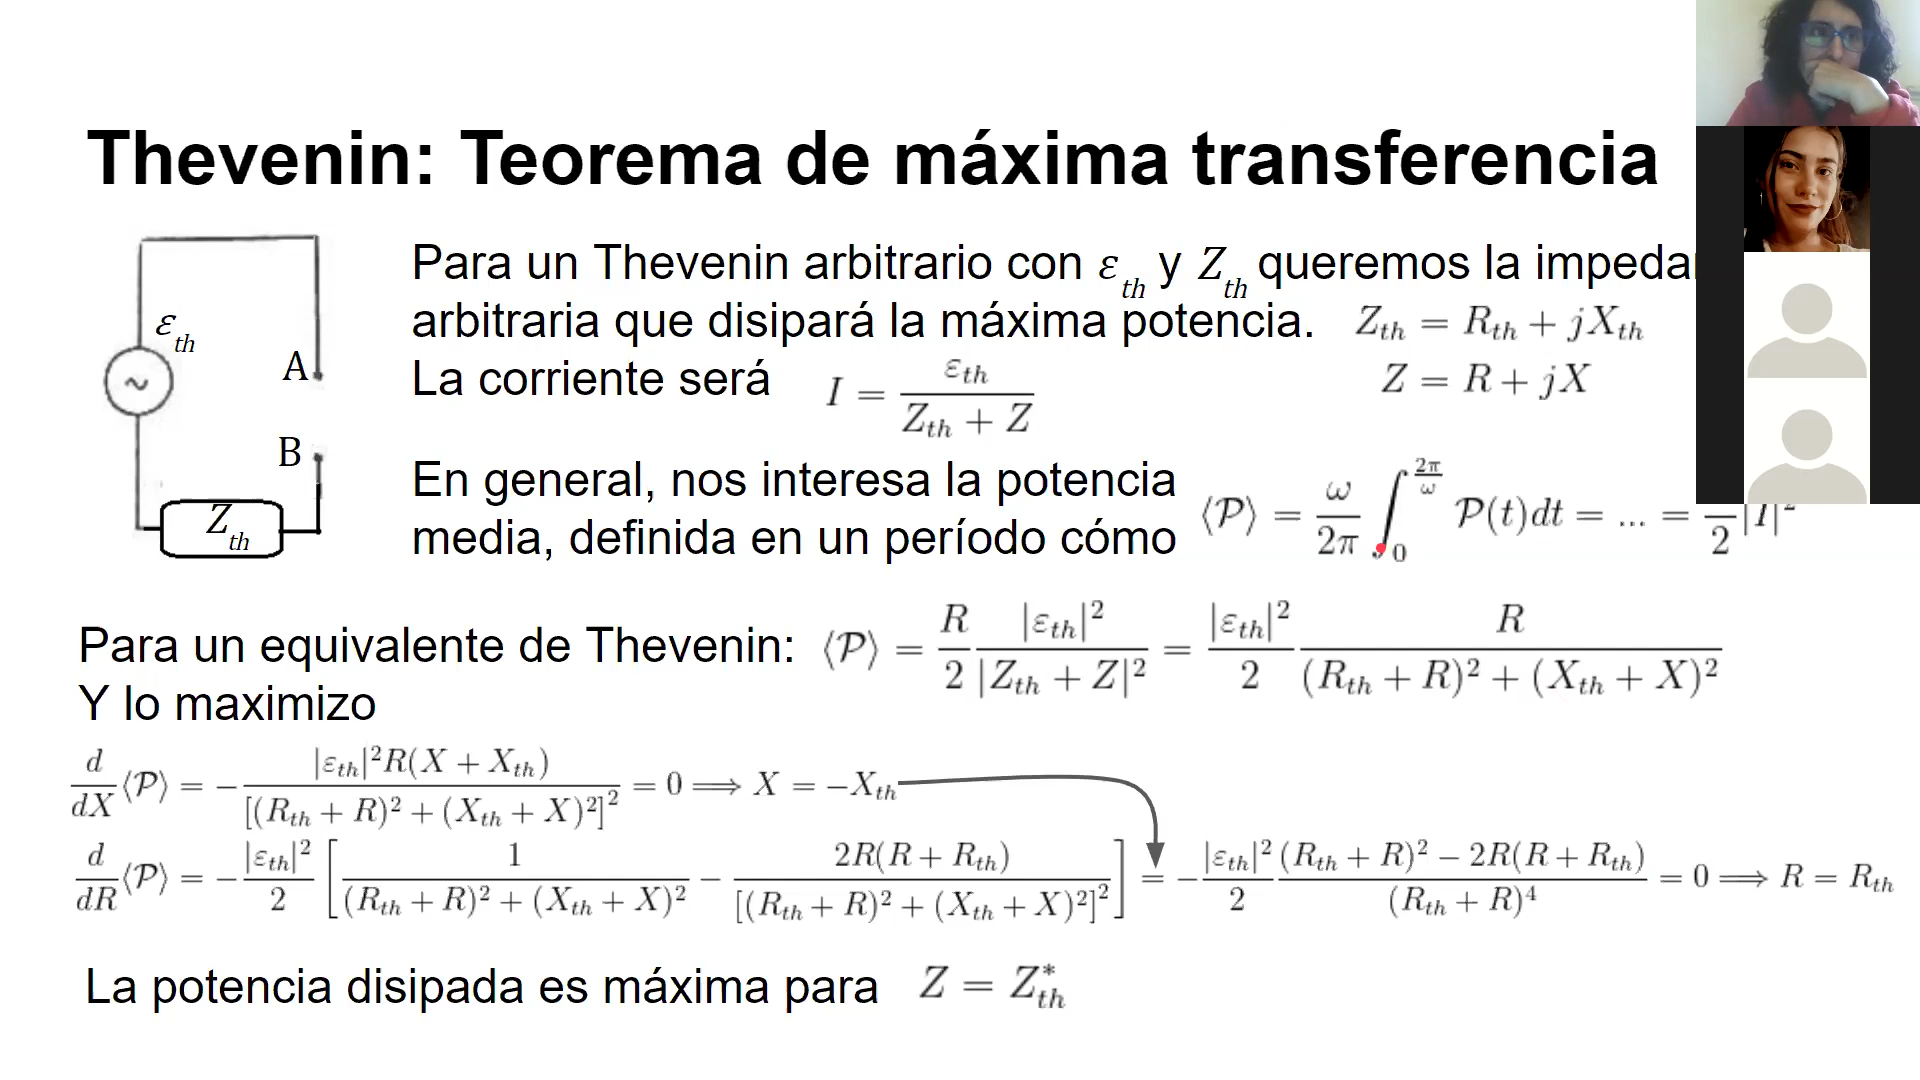 Thevenin: Teorema de máxima transferencia
Para un Thevenin arbitrario con ε_th y Z_th queremos la
arbitraria que disipará la máxima potencia. Z_th = R_th + jX_th
La corriente será I = ε_th / (Z_th + Z) Z = R + jX
ε_th
A
B
Z_th
En general, nos interesa la potencia
media, definida en un período cómo ⟨P⟩ = ω/2π ∫_0^{2π/ω} P(t)dt = ... = /2 |I|²
Para un equivalente de Thevenin: ⟨P⟩ = R/2 |ε_th|²/|Z_th + Z|² = |ε_th|²/2 R/((R_th + R)² + (X_th + X)²)
Y lo maximizo
d/dX ⟨P⟩ = − |ε_th|²R(X + X_th)/[(R_th + R)² + (X_th + X)²]² = 0 ⟹ X = −X_th
d/dR ⟨P⟩ = − |ε_th|²/2 [1/((R_th + R)² + (X_th + X)²) − 2R(R + R_th)/[(R_th + R)² + (X_th + X)²]²] = − |ε_th|²/2 ((R_th + R)² − 2R(R + R_th))/(R_th + R)⁴ = 0 ⟹ R = R_th
La potencia disipada es máxima para Z = Z*_th